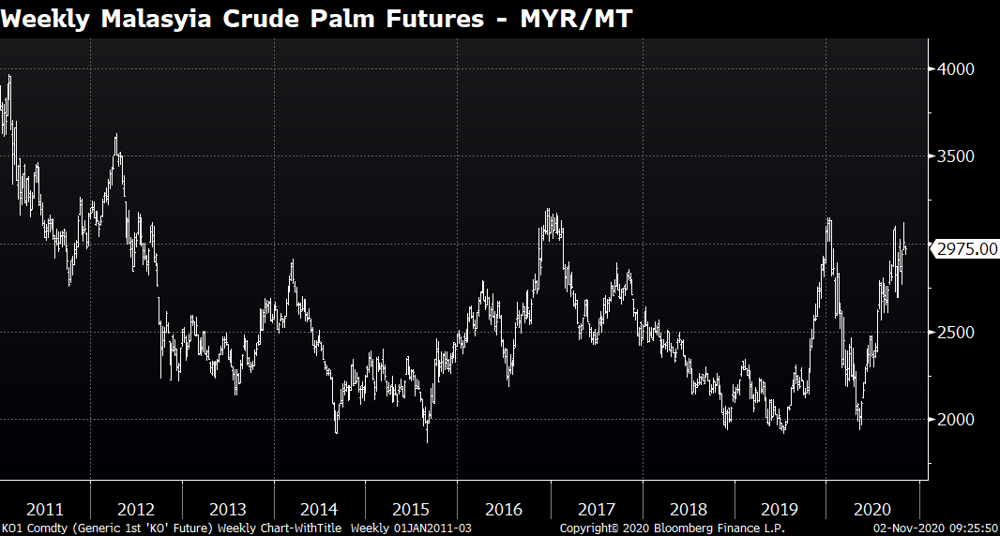 Weekly Malasyia Crude Palm Futures - MYR/MT
4000
3500
2975.00
2500
2000
2011 2012 2013 2014 2015 2016 2017 2018 2019 2020
KO1 Comdty (Generic 1st 'KO' Future) Weekly Chart-WithTitle Weekly 01JAN2011-03 Copyright© 2020 Bloomberg Finance L.P. 02-Nov-2020 09:25:50